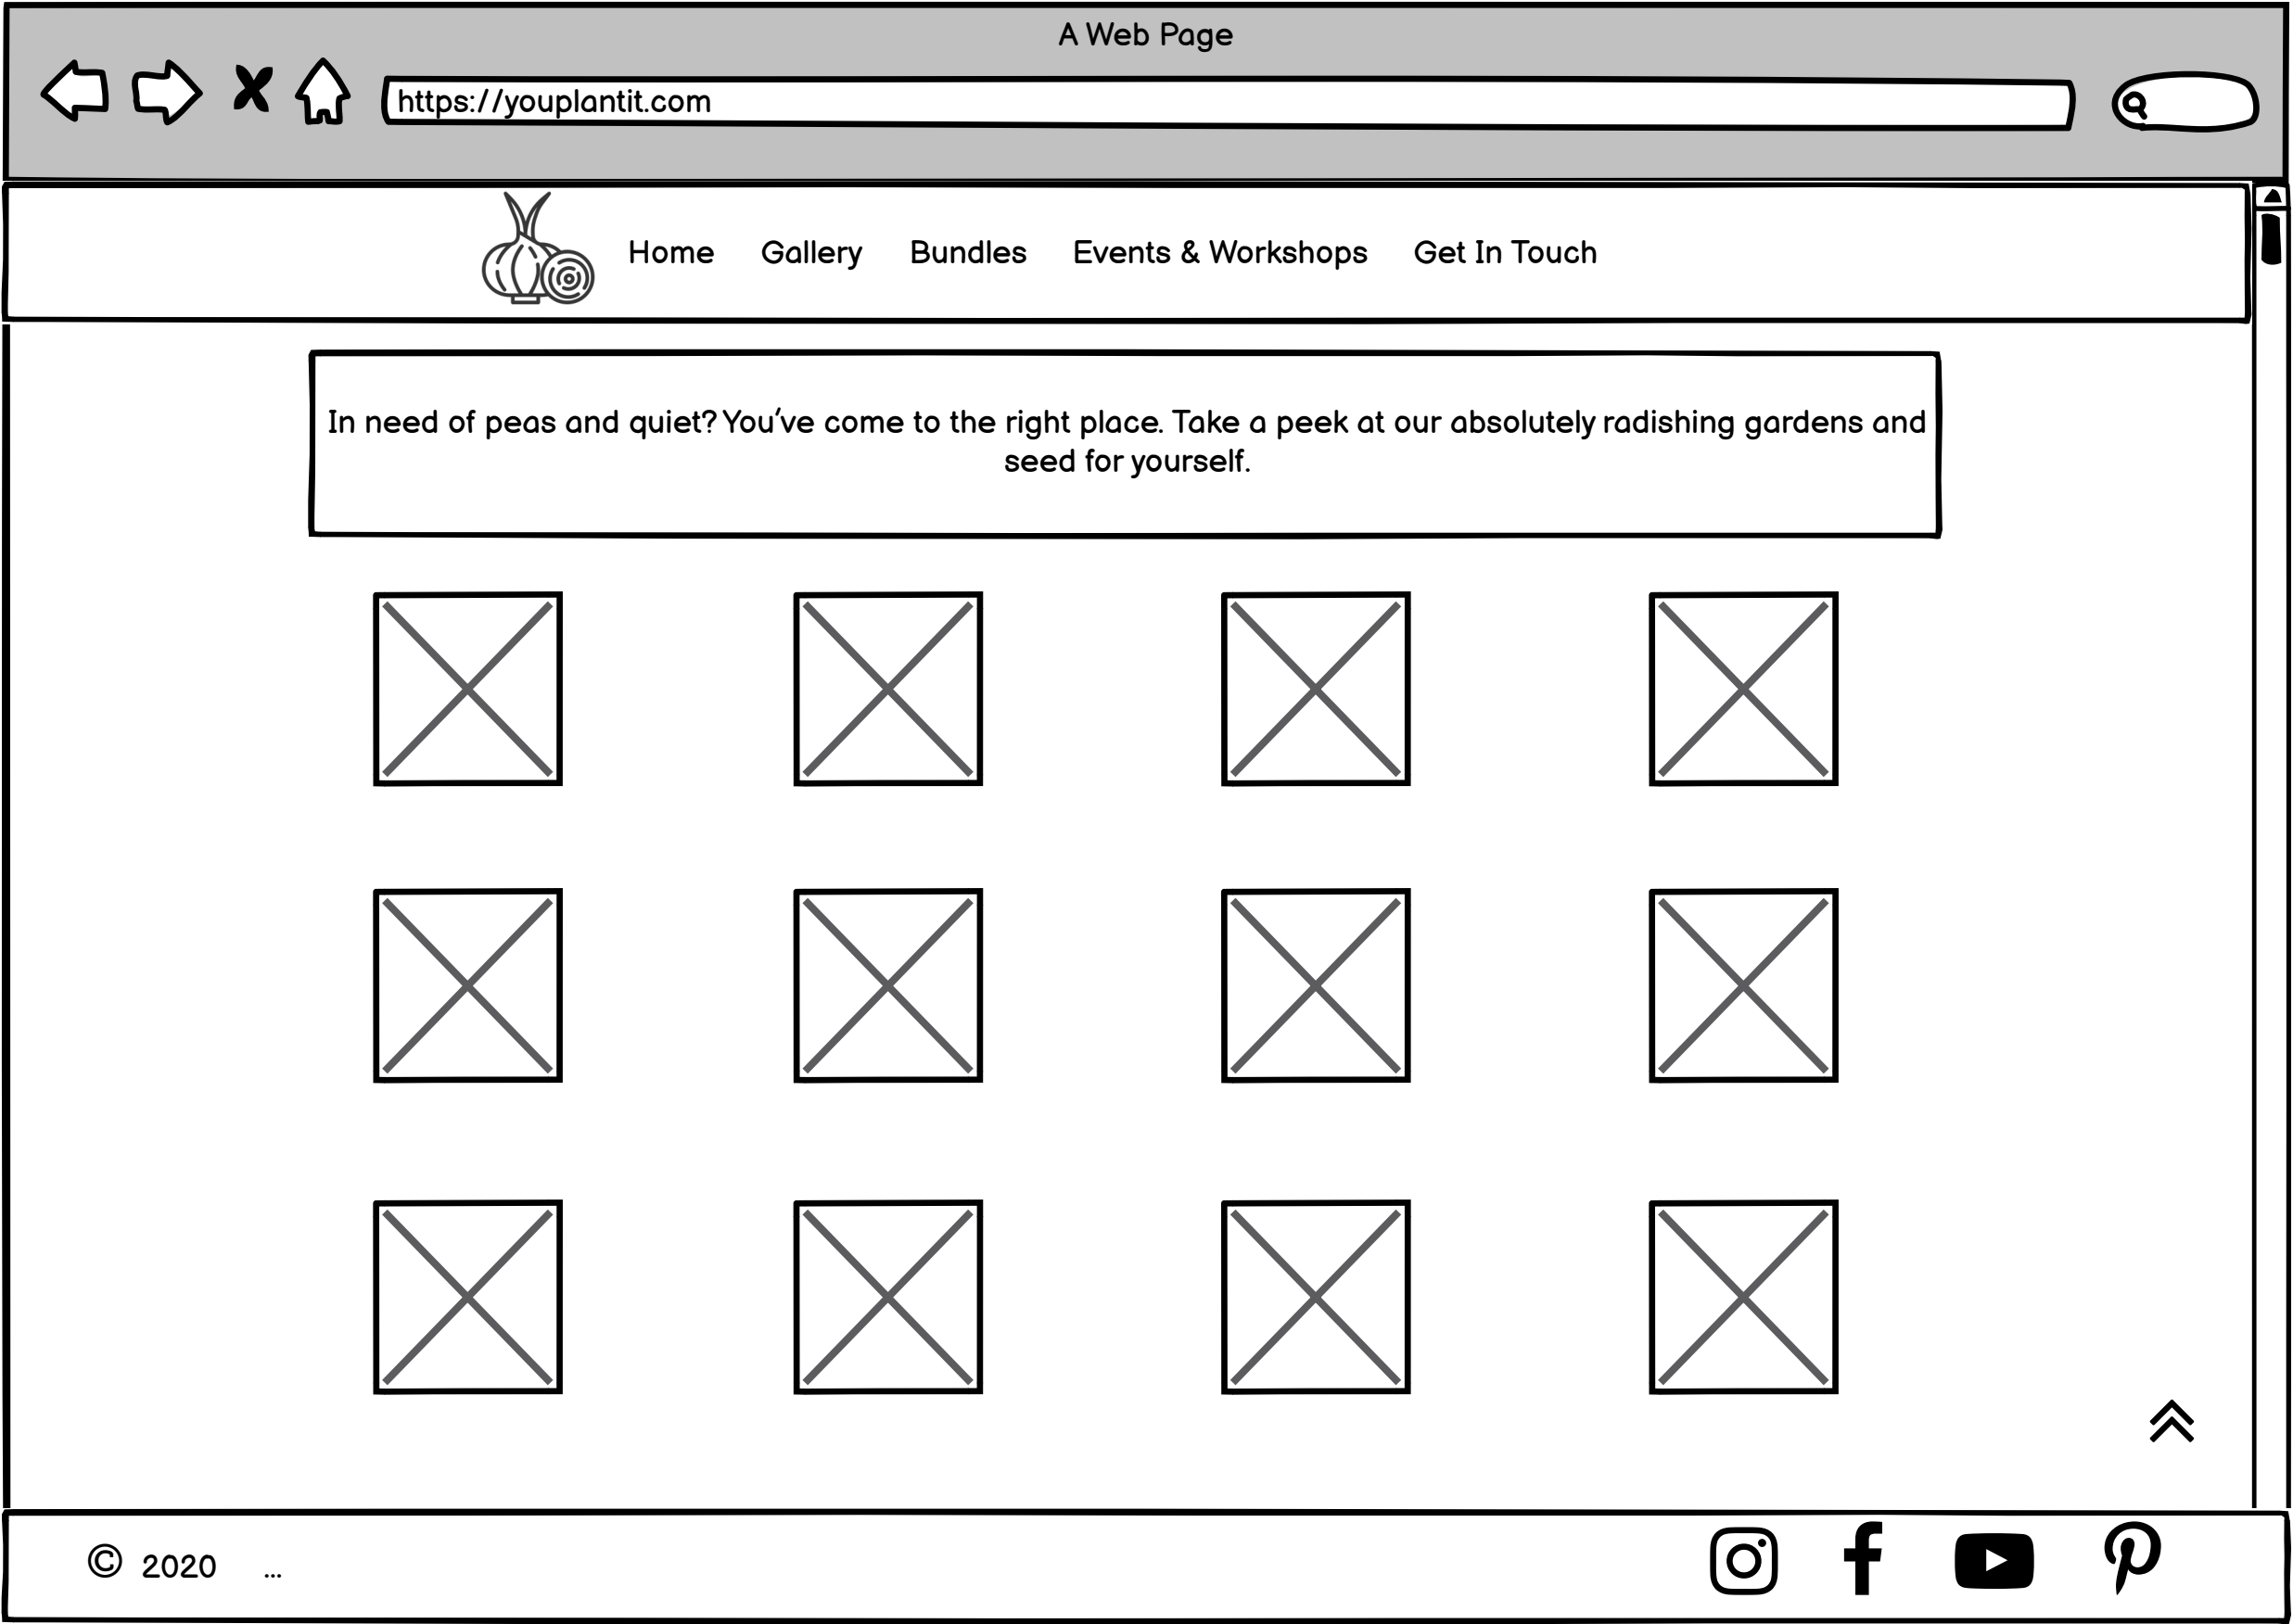 A Web Page
https://youplantit.com
Home Gallery Bundles Events & Workshops Get In Touch
In need of peas and quiet? You've come to the right place. Take a peek at our absolutely radishing gardens and
seed for yourself.
© 2020 ...